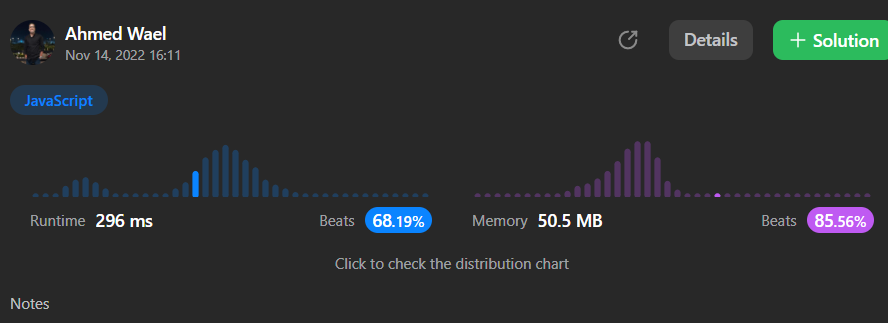 Ahmed Wael
Nov 14, 2022 16:11
Details
+ Solution
JavaScript
Runtime 296 ms Beats 68.19%
Memory 50.5 MB Beats 85.56%
Click to check the distribution chart
Notes